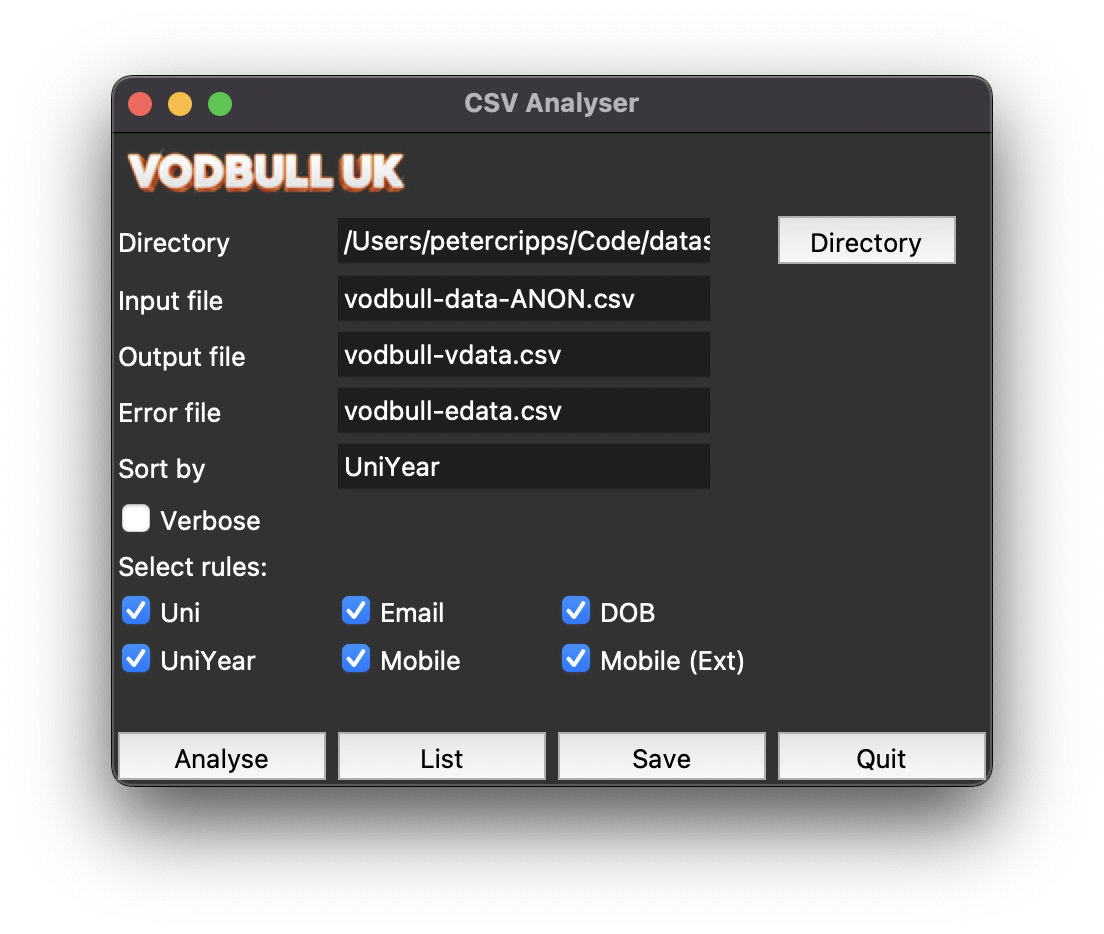 CSV Analyser
VODBULL UK
Directory /Users/petercripps/Code/datas Directory
Input file vodbull-data-ANON.csv
Output file vodbull-vdata.csv
Error file vodbull-edata.csv
Sort by UniYear
Verbose
Select rules:
Uni Email DOB
UniYear Mobile Mobile (Ext)
Analyse List Save Quit